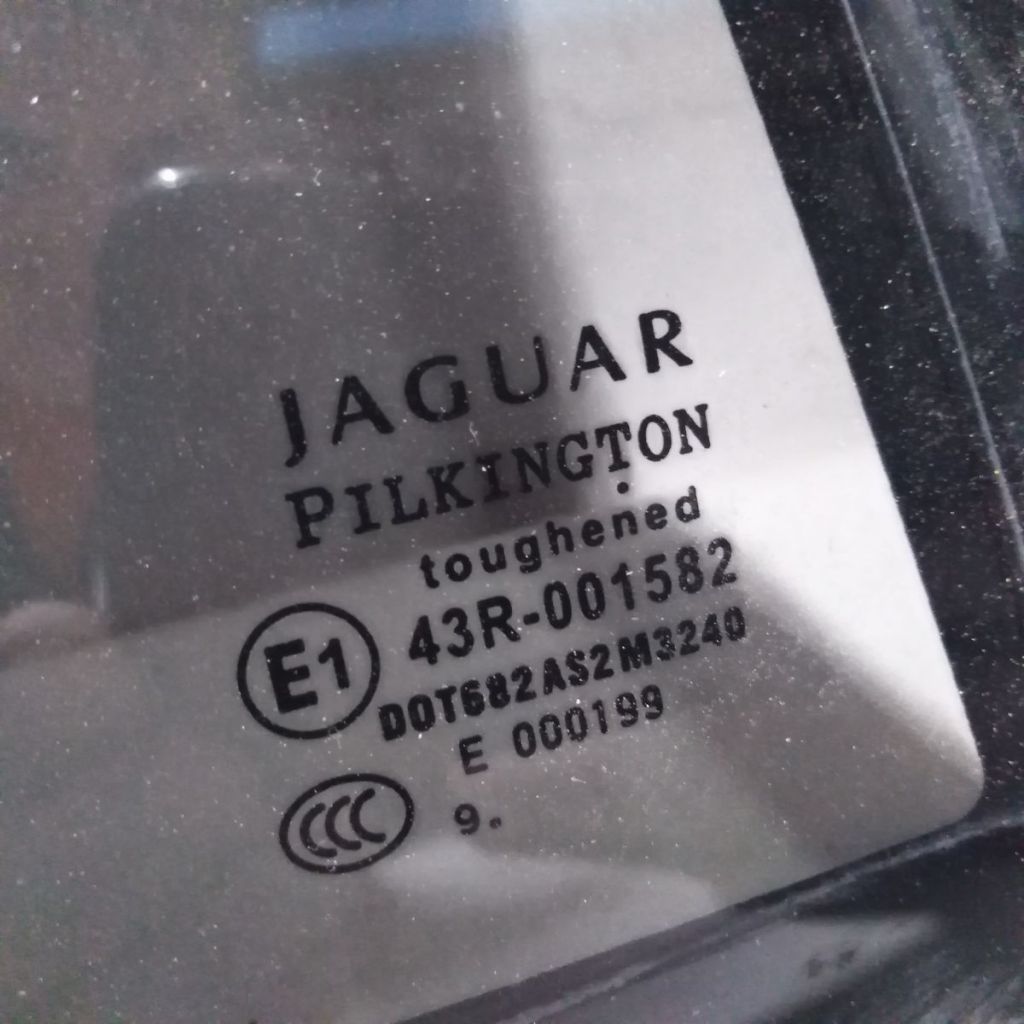 JAGUAR
PILKINGTON
toughened
E1 43R-001582
DOT682AS2M3240
E 000199
CCC 9.